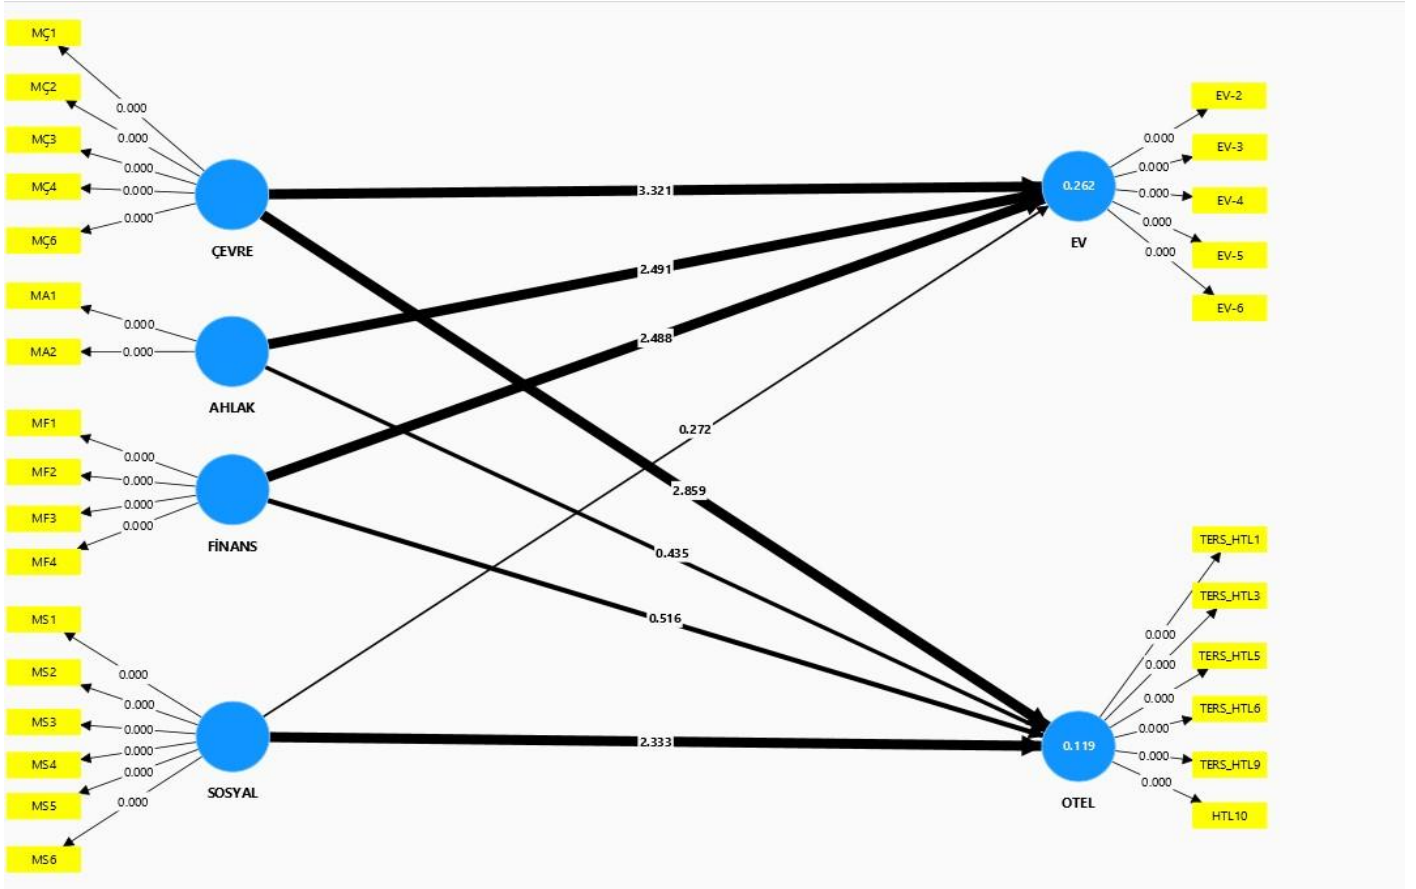 MÇ1
MÇ2
MÇ3
MÇ4
MÇ6
0.000
0.000
0.000
0.000
0.000
ÇEVRE
MA1
MA2
0.000
0.000
AHLAK
MF1
MF2
MF3
MF4
0.000
0.000
0.000
0.000
FİNANS
MS1
MS2
MS3
MS4
MS5
MS6
0.000
0.000
0.000
0.000
0.000
0.000
SOSYAL
3.321
2.491
2.488
0.272
2.859
0.435
0.516
2.333
0.262
EV
0.000
0.000
0.000
0.000
0.000
EV-2
EV-3
EV-4
EV-5
EV-6
0.119
OTEL
0.000
0.000
0.000
0.000
0.000
0.000
TERS_HTL1
TERS_HTL3
TERS_HTL5
TERS_HTL6
TERS_HTL9
HTL10